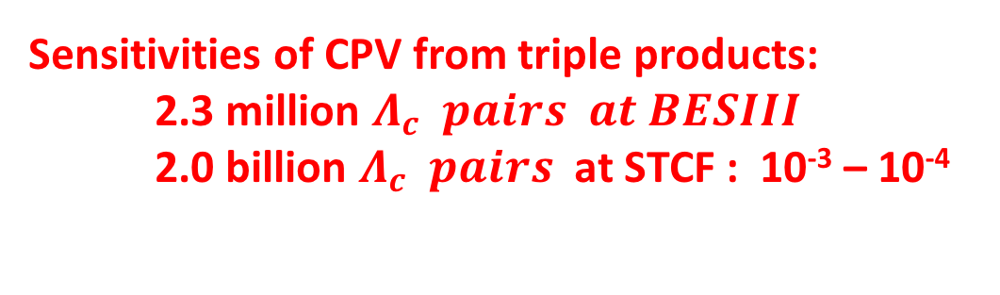 Sensitivities of CPV from triple products:
2.3 million Λc pairs at BESIII
2.0 billion Λc pairs at STCF : 10⁻³ – 10⁻⁴